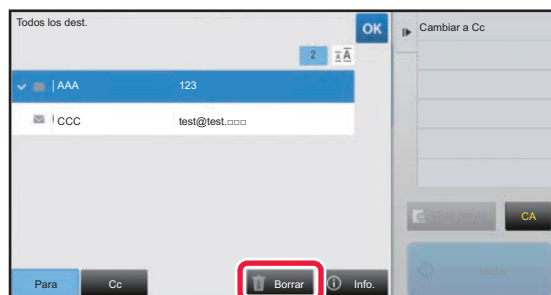 Todos los dest.
OK
Cambiar a Cc
2 A A
AAA 123
CCC test@test.□□□
CA
Para Cc Borrar Info.